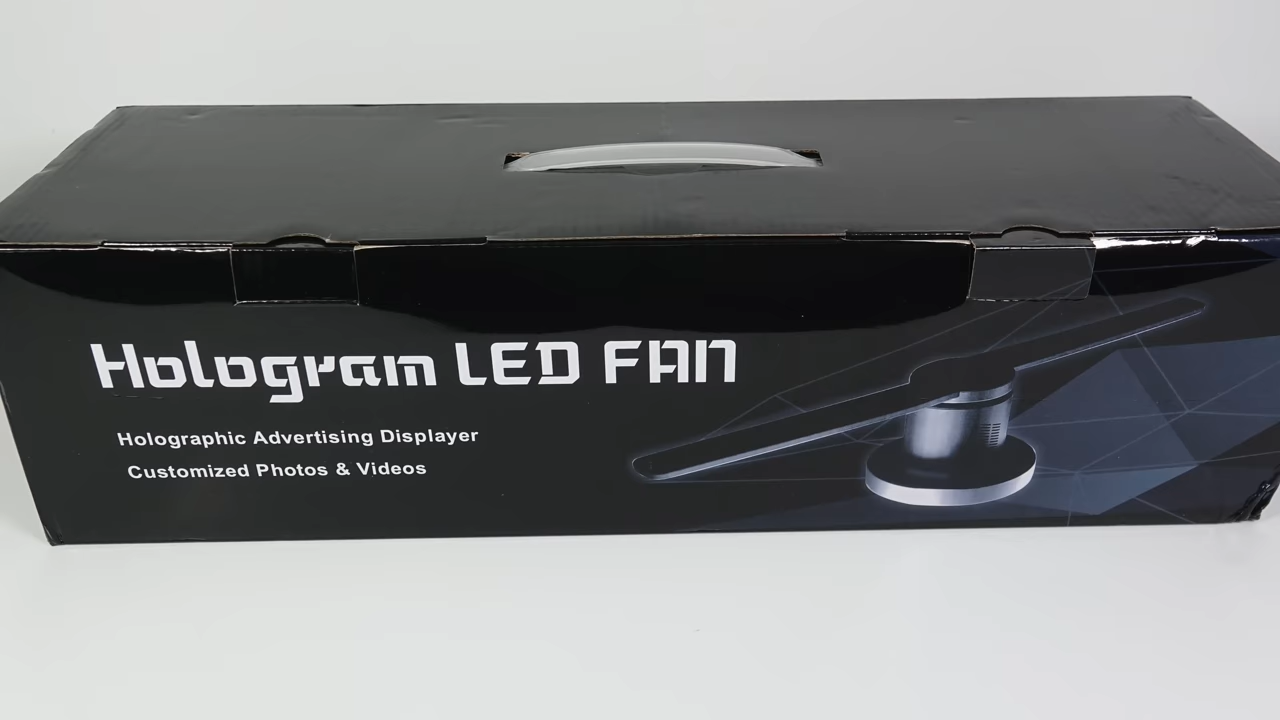 Hologram LED FAN
Holographic Advertising Displayer
Customized Photos & Videos